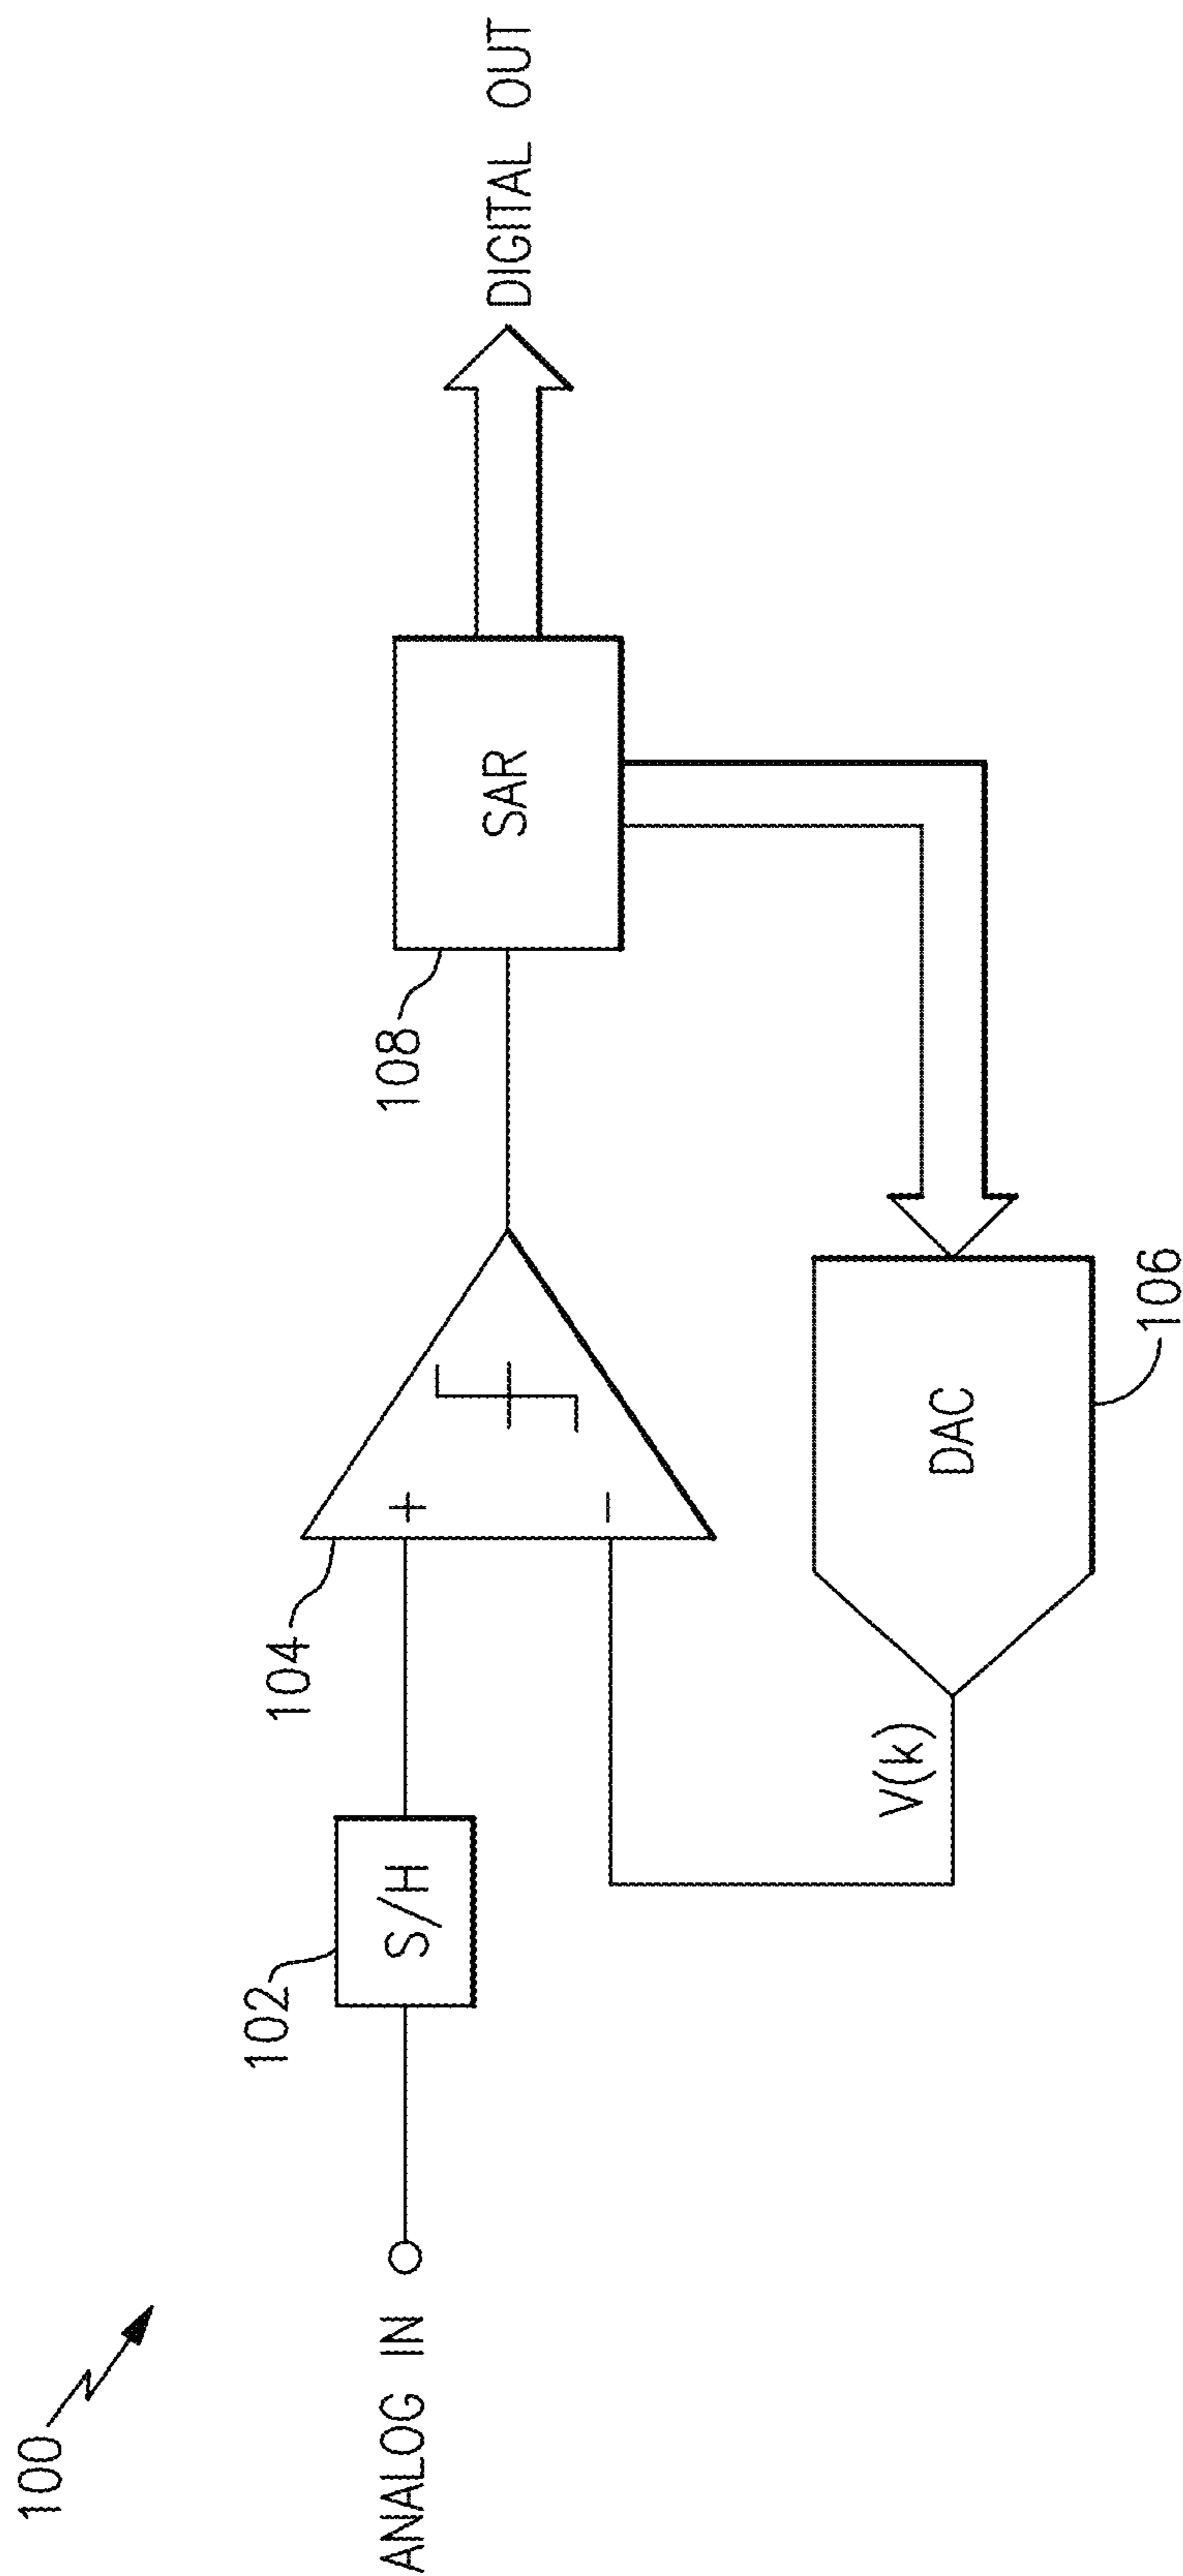 100
ANALOG IN
102
S/H
104
+
−
108
SAR
DIGITAL OUT
V(k)
DAC
106